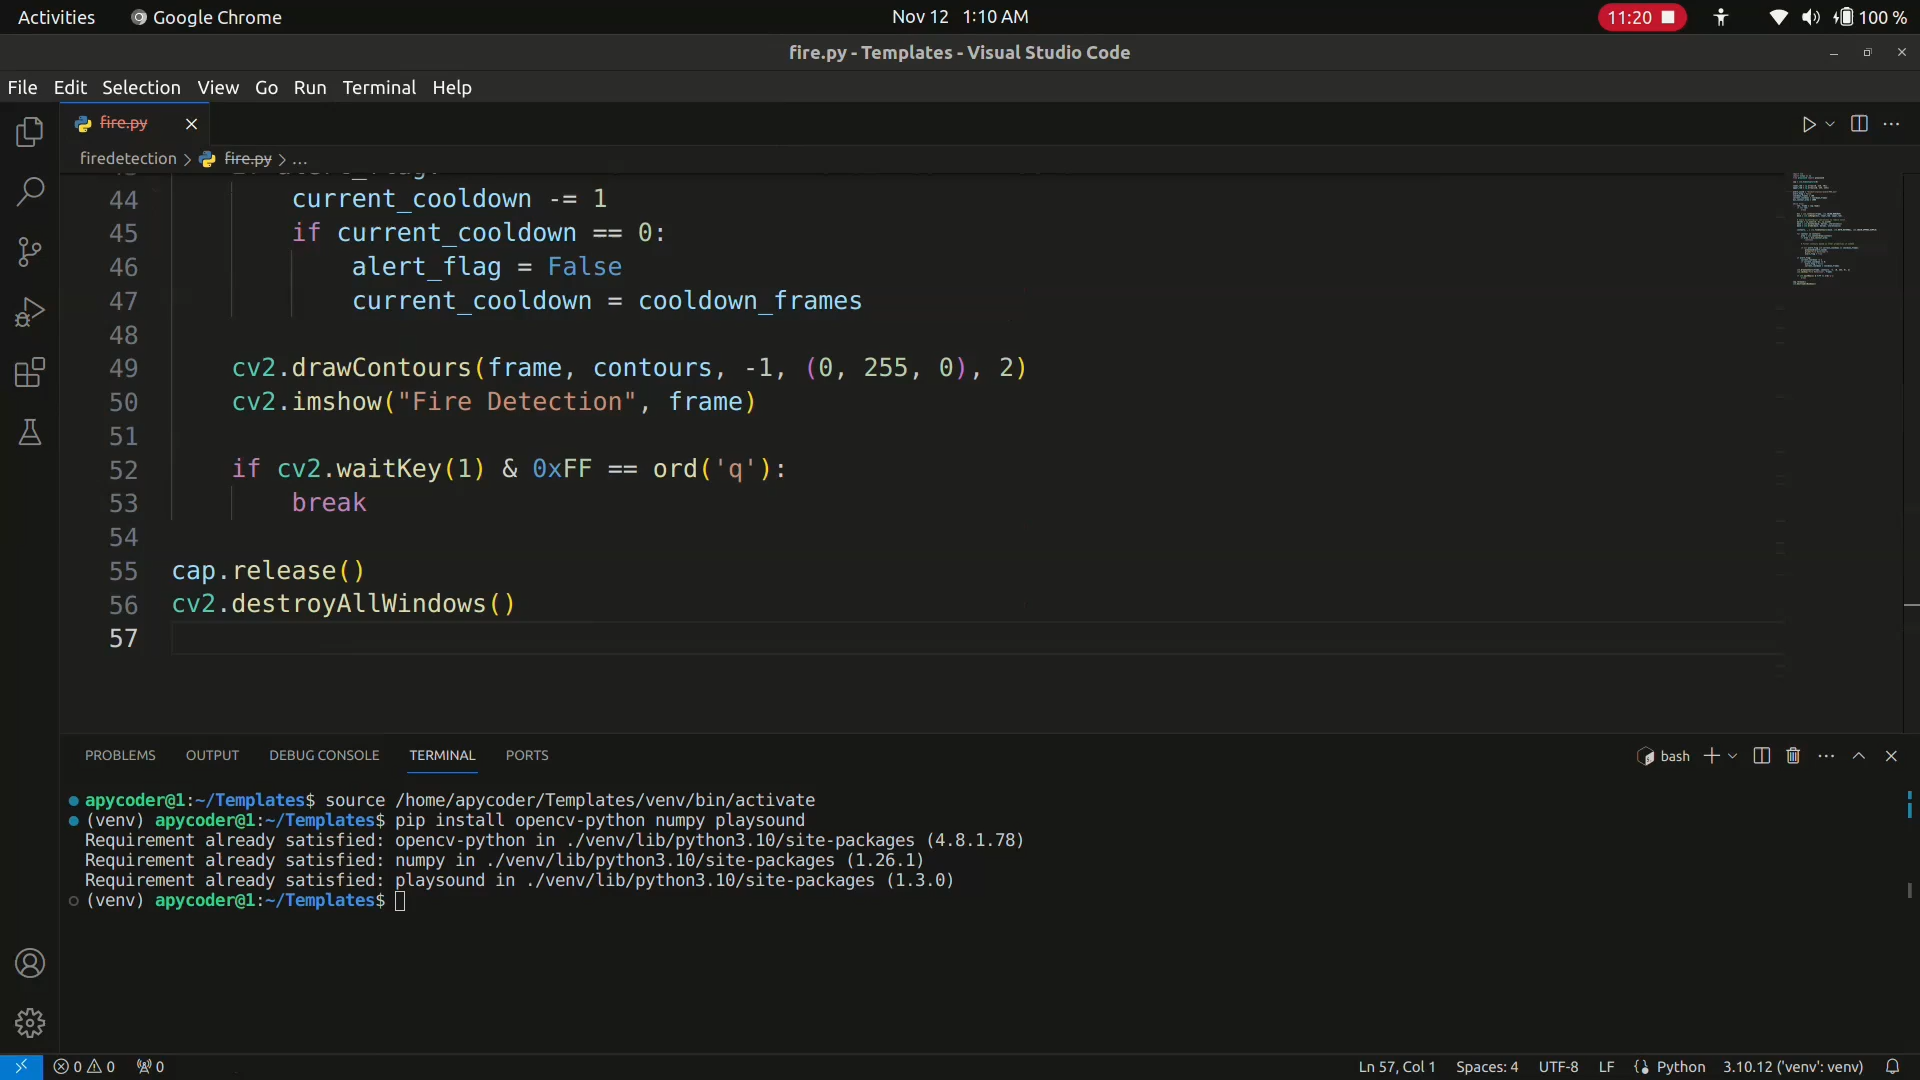 Activities Google Chrome Nov 12 1:10 AM 11:20 100 %
fire.py - Templates - Visual Studio Code
File Edit Selection View Go Run Terminal Help
fire.py
firedetection > fire.py > ...
44 current_cooldown -= 1
45 if current_cooldown == 0:
46 alert_flag = False
47 current_cooldown = cooldown_frames
48
49 cv2.drawContours(frame, contours, -1, (0, 255, 0), 2)
50 cv2.imshow("Fire Detection", frame)
51
52 if cv2.waitKey(1) & 0xFF == ord('q'):
53 break
54
55 cap.release()
56 cv2.destroyAllWindows()
57
PROBLEMS OUTPUT DEBUG CONSOLE TERMINAL PORTS bash
apycoder@1:~/Templates$ source /home/apycoder/Templates/venv/bin/activate
(venv) apycoder@1:~/Templates$ pip install opencv-python numpy playsound
Requirement already satisfied: opencv-python in ./venv/lib/python3.10/site-packages (4.8.1.78)
Requirement already satisfied: numpy in ./venv/lib/python3.10/site-packages (1.26.1)
Requirement already satisfied: playsound in ./venv/lib/python3.10/site-packages (1.3.0)
(venv) apycoder@1:~/Templates$
0 0 0 Ln 57, Col 1 Spaces: 4 UTF-8 LF Python 3.10.12 ('venv': venv)